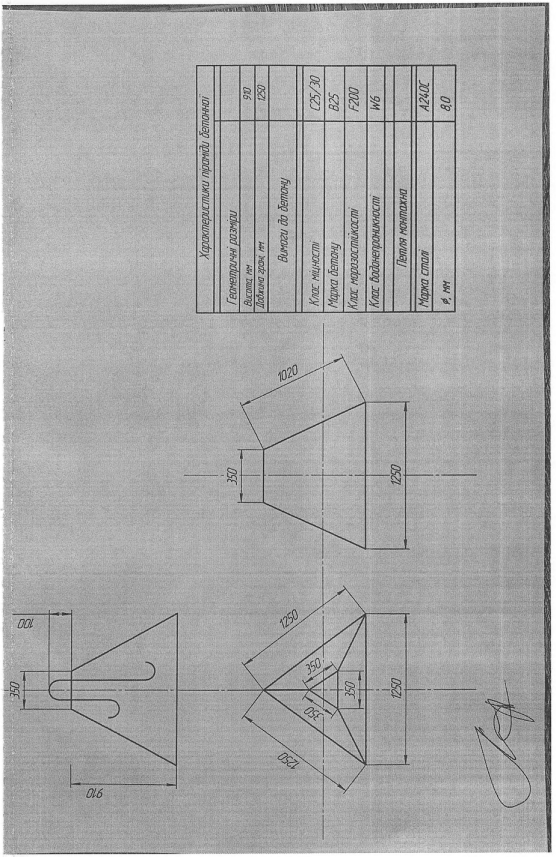 Характеристики піраміди бетонної
Геометричні розміри
Висота, мм 910
Довжина грані, мм 1250
Вимоги до бетону
Клас міцності С25/30
Марка бетону В25
Клас морозостійкості F200
Клас водонепроникності W6
Петля монтажна
Марка сталі А240С
φ, мм 8,0
350
100
910
1250
1250
350
350
350
1250
350
1020
1250